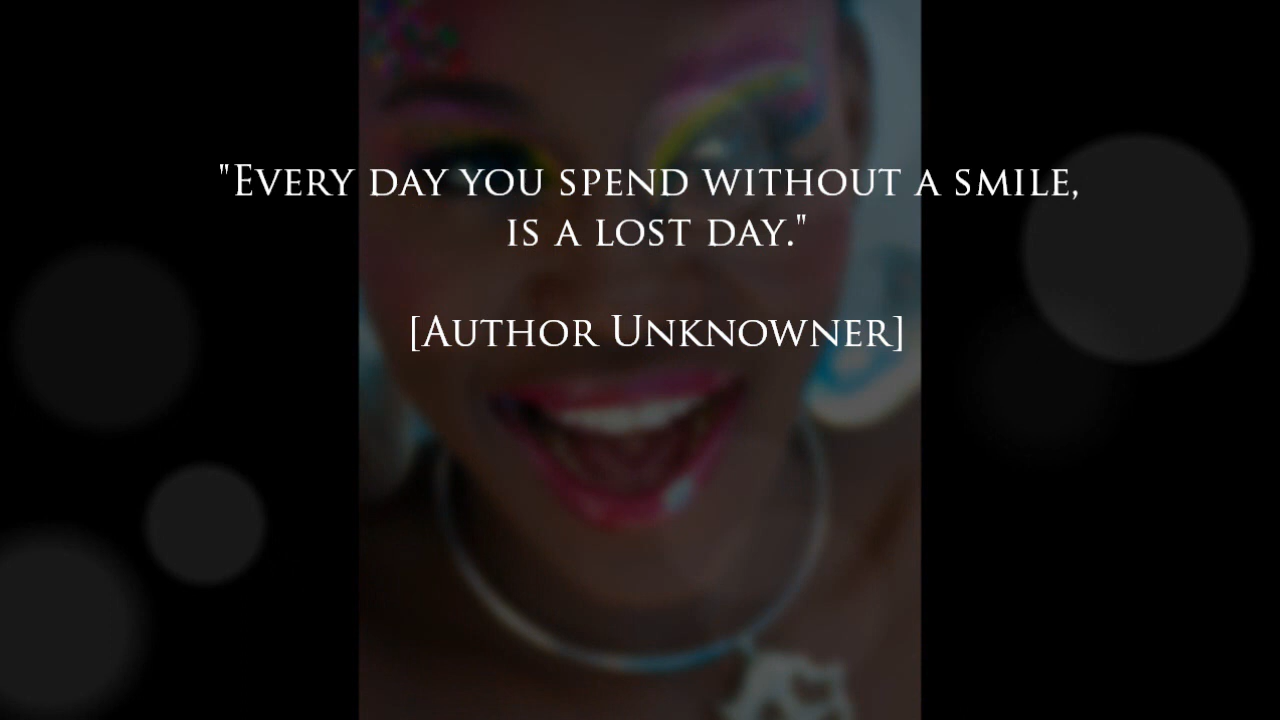 "Every day you spend without a smile,
is a lost day."
[Author Unknowner]